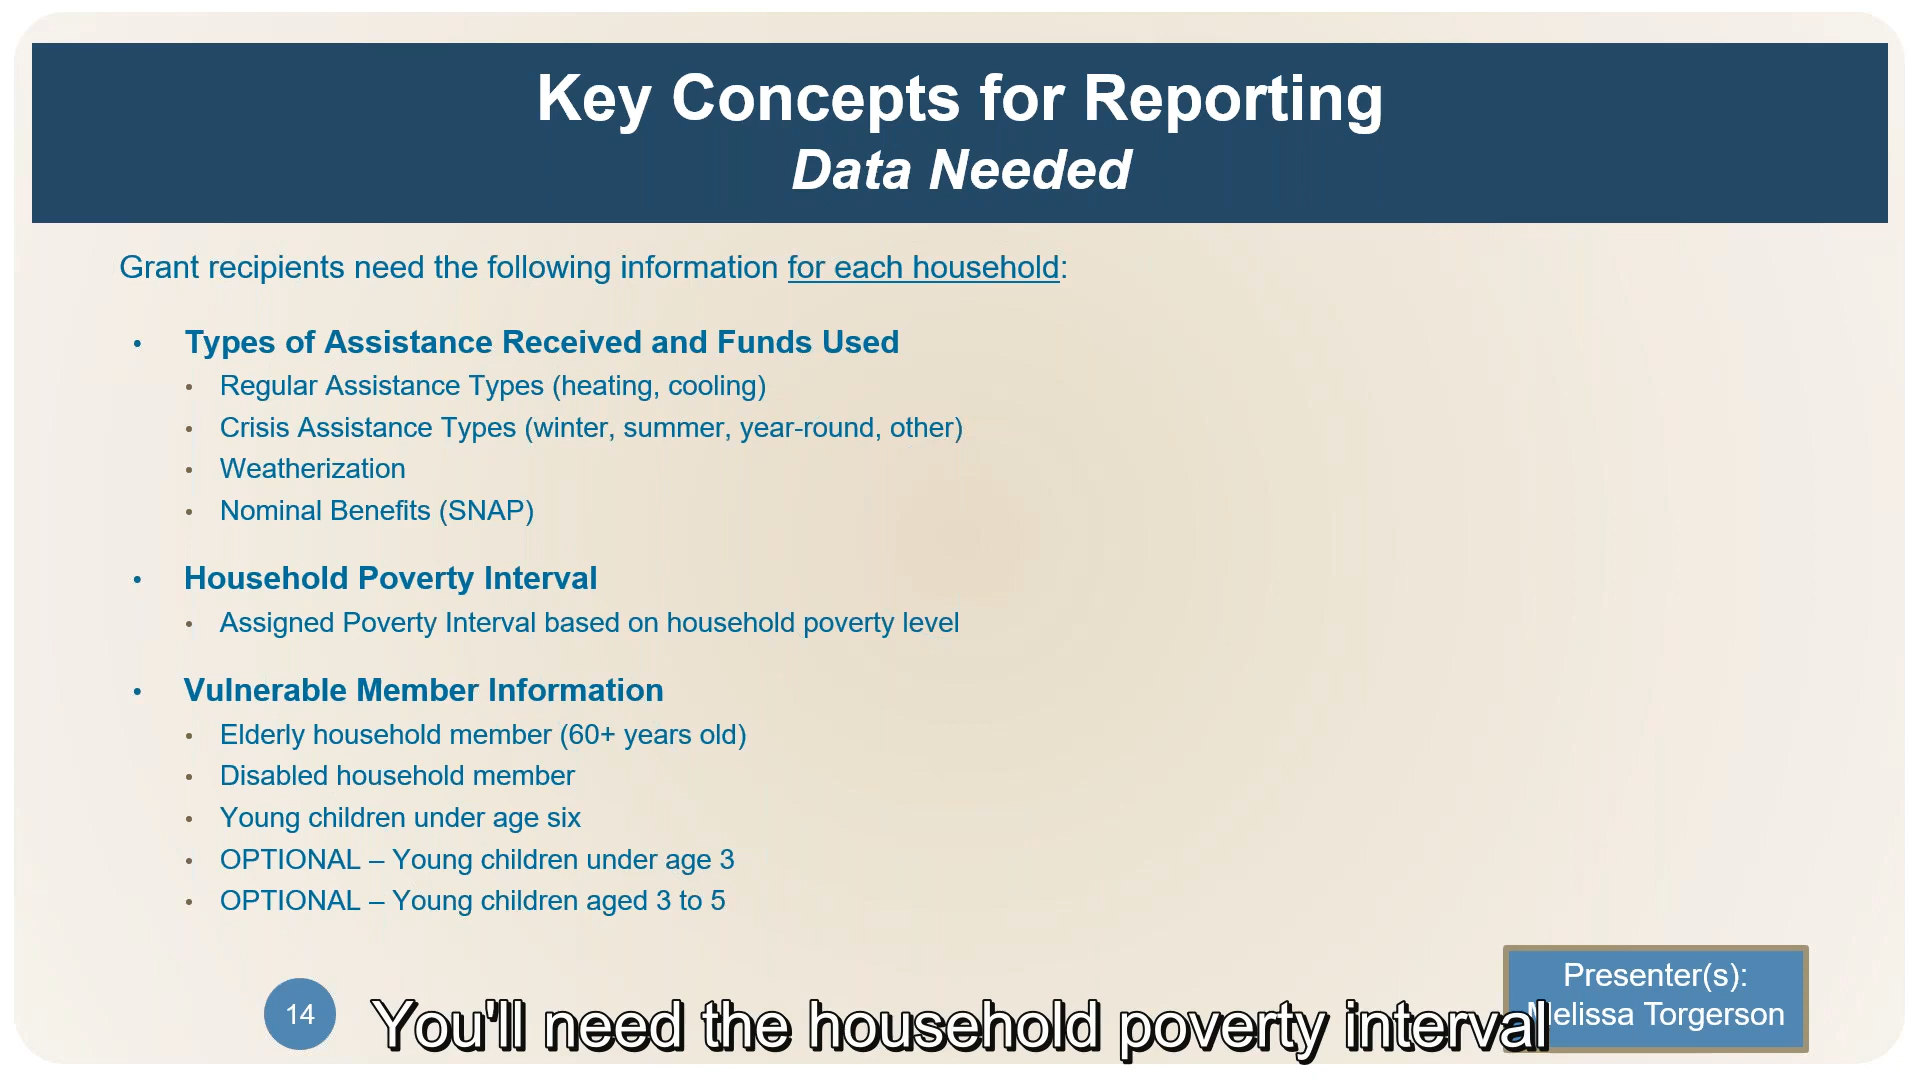 Key Concepts for Reporting
Data Needed
Grant recipients need the following information for each household:
• Types of Assistance Received and Funds Used
• Regular Assistance Types (heating, cooling)
• Crisis Assistance Types (winter, summer, year-round, other)
• Weatherization
• Nominal Benefits (SNAP)
• Household Poverty Interval
• Assigned Poverty Interval based on household poverty level
• Vulnerable Member Information
• Elderly household member (60+ years old)
• Disabled household member
• Young children under age six
• OPTIONAL – Young children under age 3
• OPTIONAL – Young children aged 3 to 5
14
You'll need the household poverty interval
Presenter(s):
Melissa Torgerson